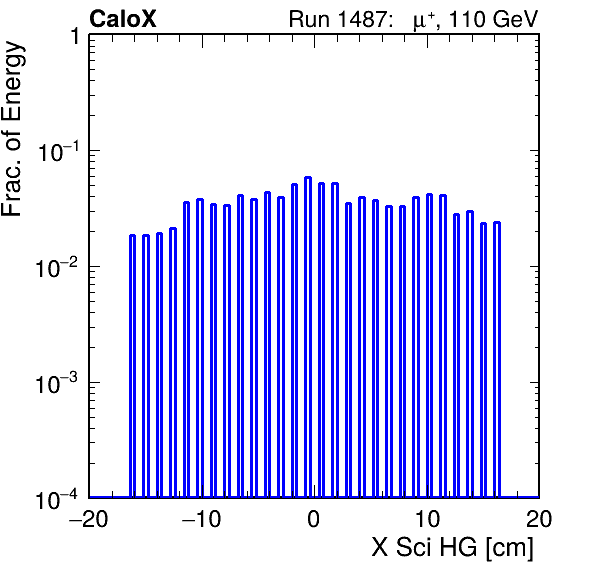 CaloX Run 1487: μ⁺, 110 GeV
Frac. of Energy
1
10⁻¹
10⁻²
10⁻³
10⁻⁴
−20 −10 0 10 20
X Sci HG [cm]